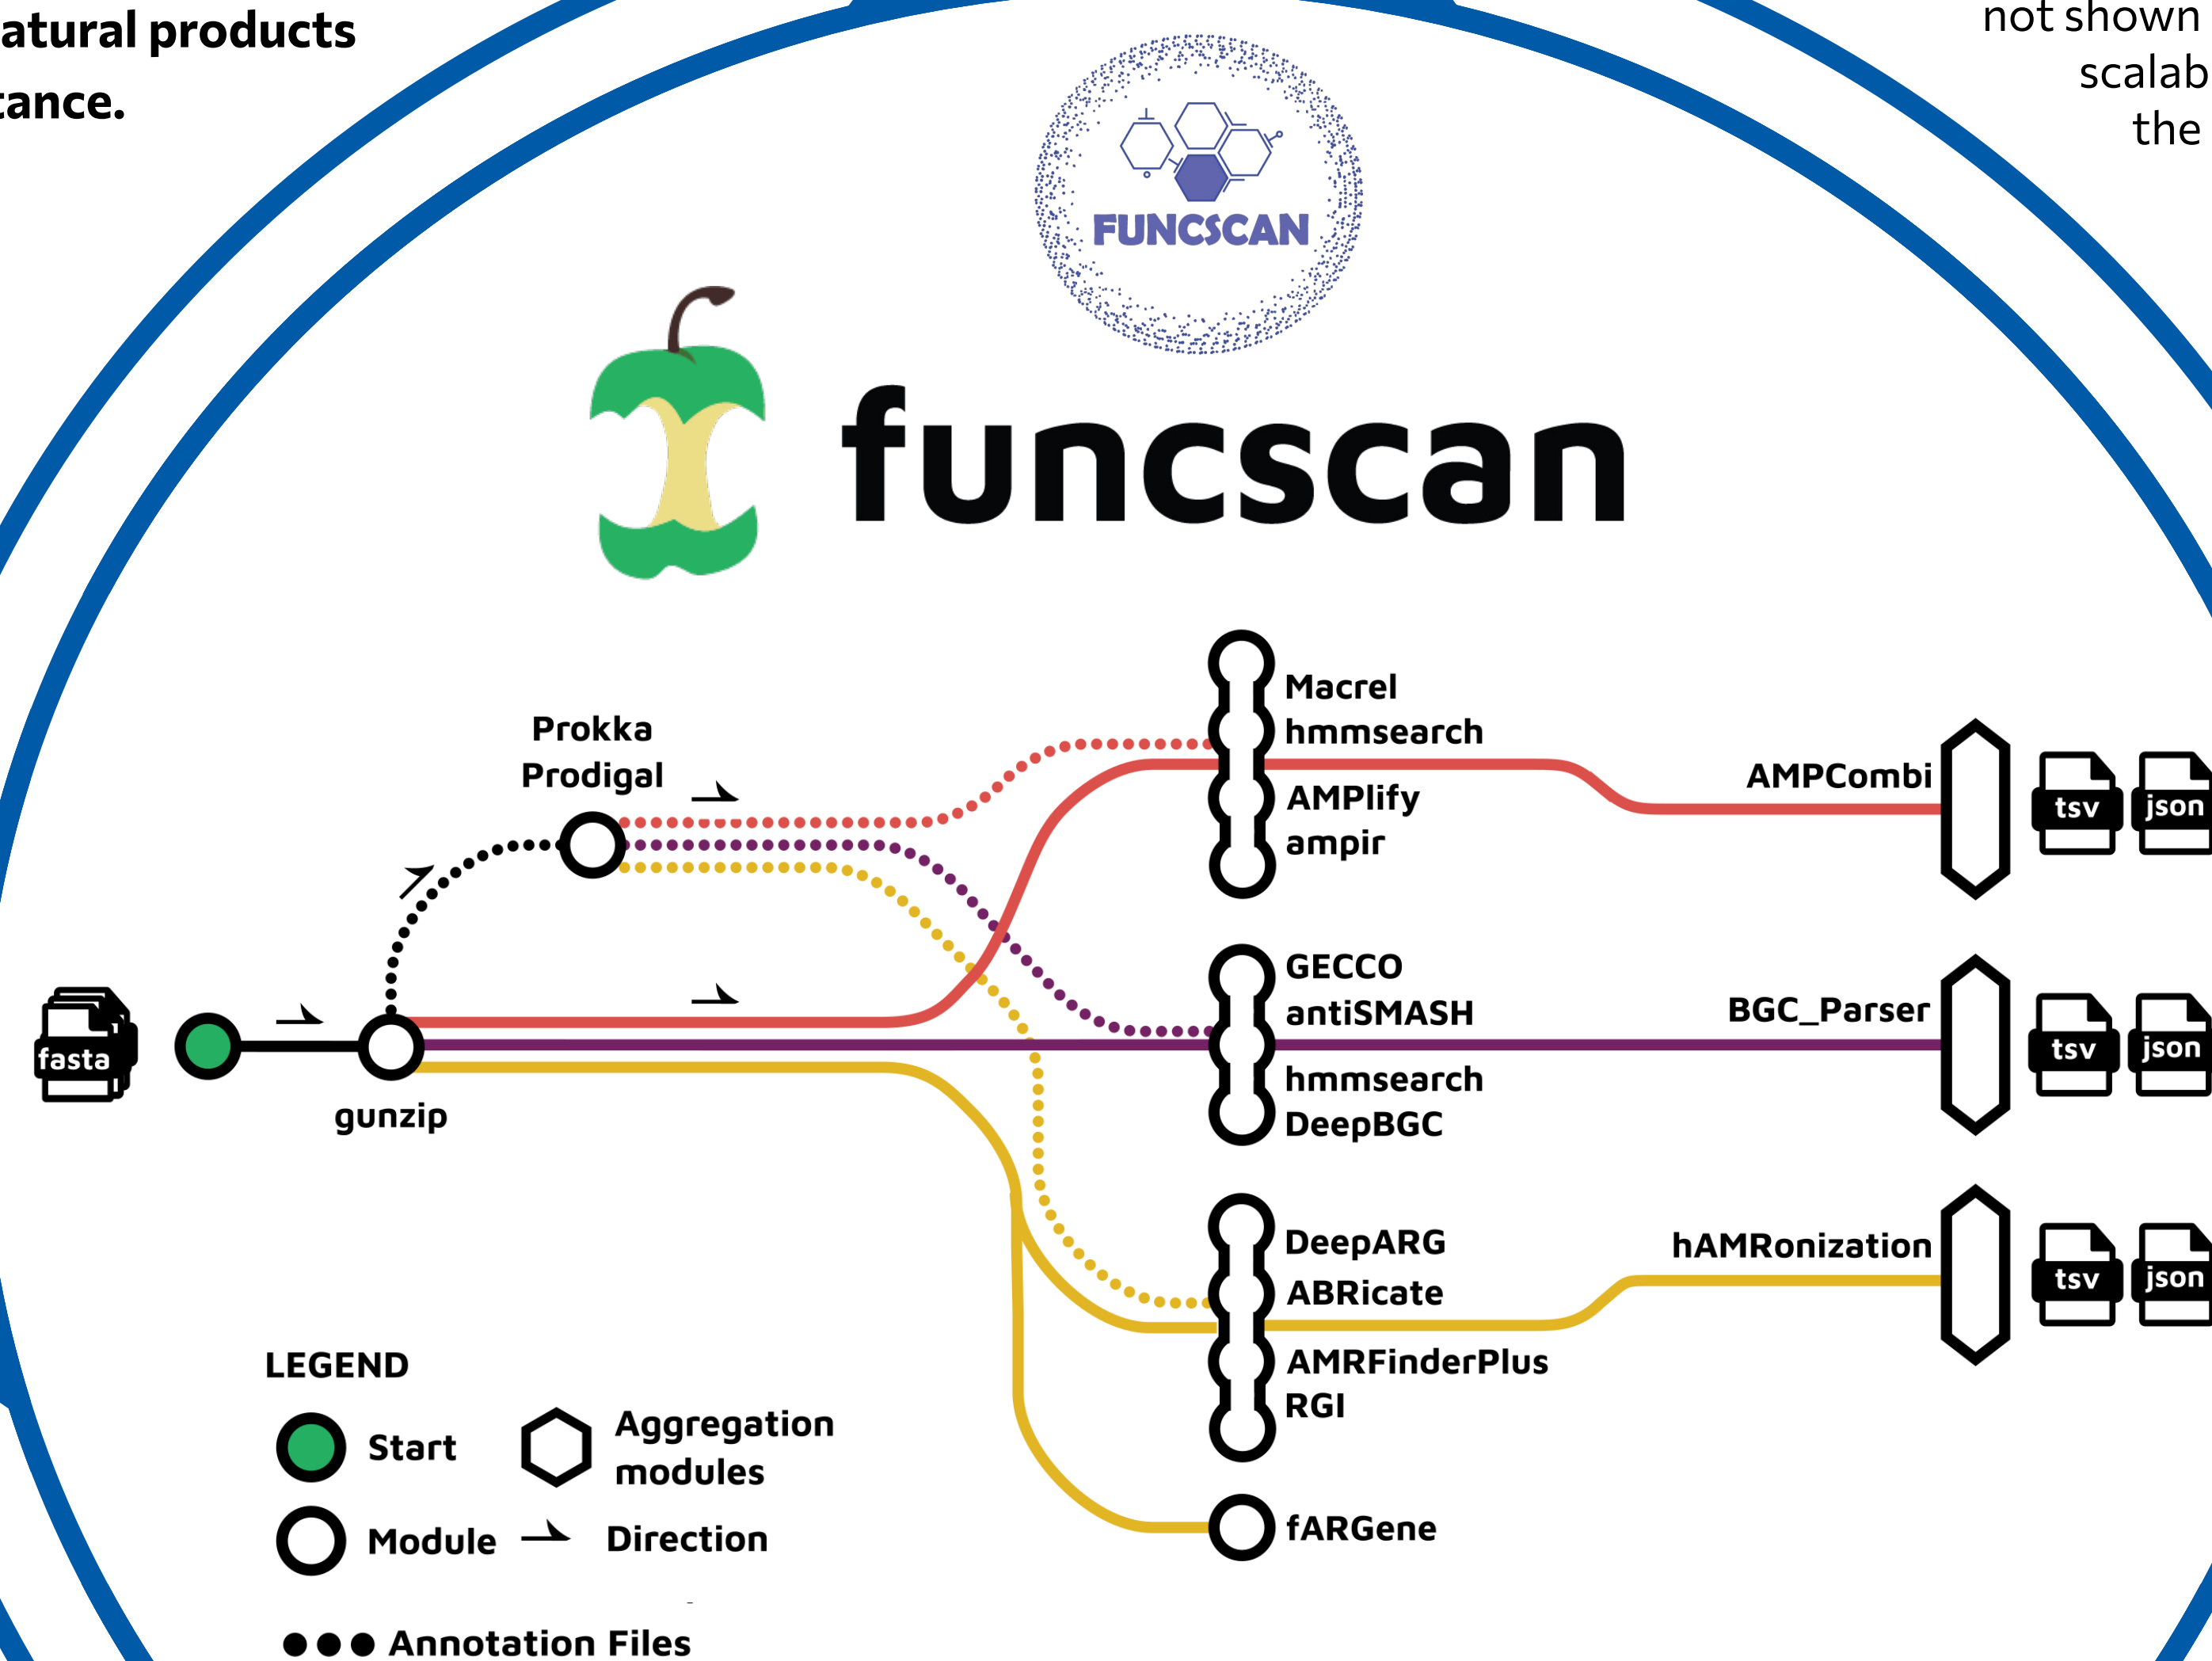 atural products
tance.
not shown
scalab
the
FUNCSCAN
funcscan
Prokka
Prodigal
Macrel
hmmsearch
AMPlify
ampir
AMPCombi
tsv
json
fasta
gunzip
GECCO
antiSMASH
hmmsearch
DeepBGC
BGC_Parser
tsv
json
DeepARG
ABRicate
AMRFinderPlus
RGI
hAMRonization
tsv
json
fARGene
LEGEND
Start
Aggregation
modules
Module
Direction
Annotation Files